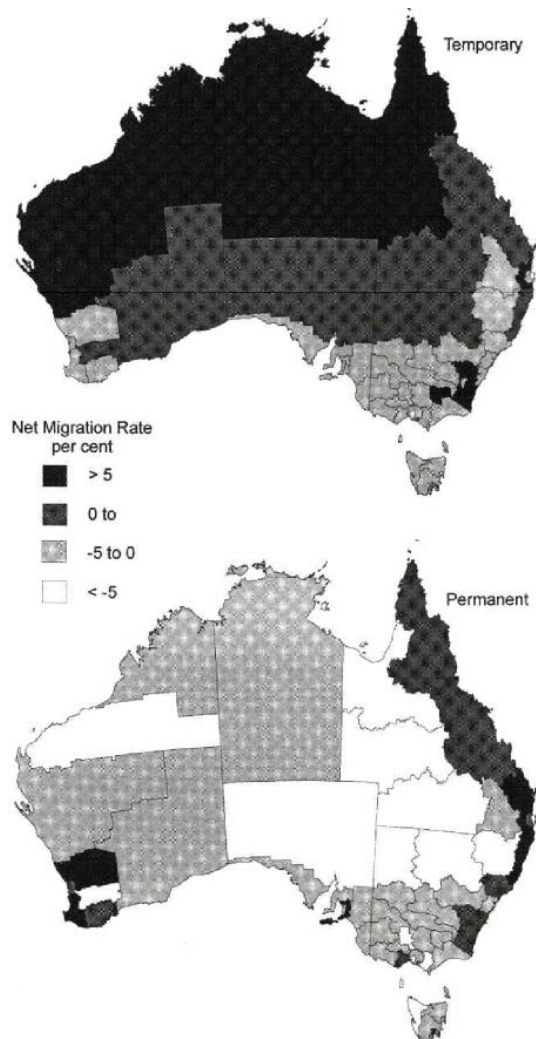 Temporary
Net Migration Rate
per cent
> 5
0 to
-5 to 0
< -5
Permanent